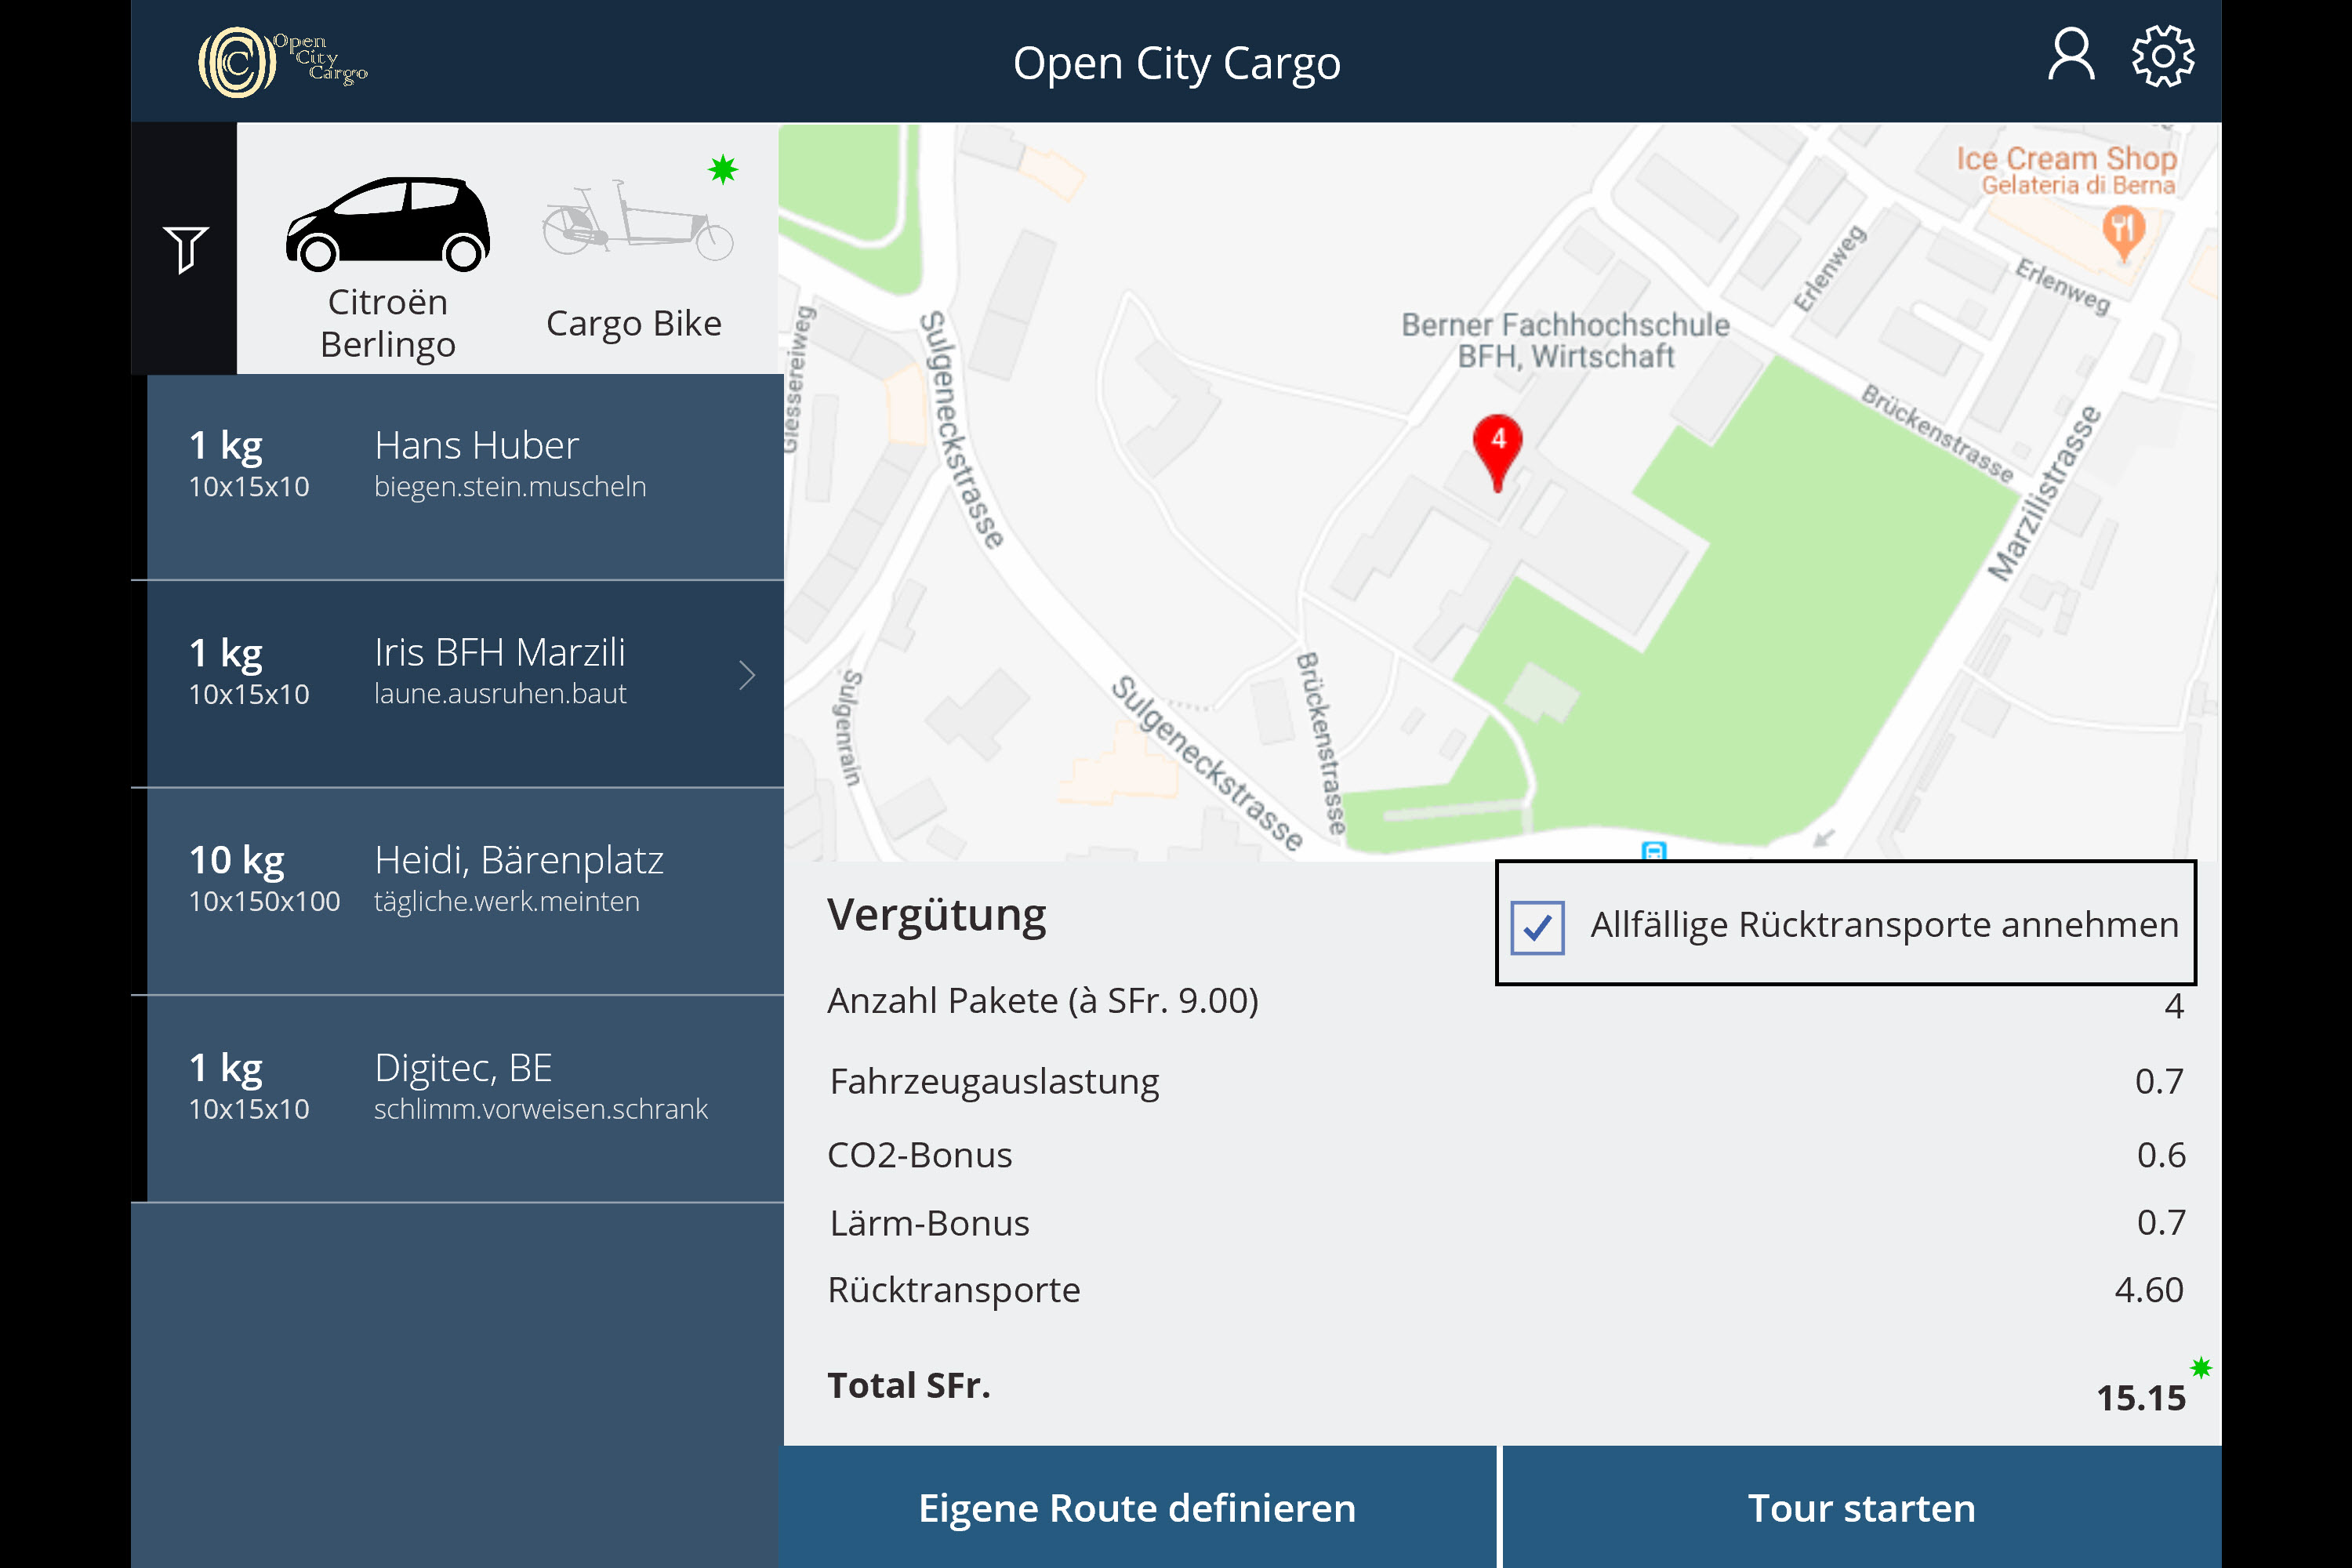 Open
City
Cargo
Open City Cargo
Citroën
Berlingo
Cargo Bike
1 kg
10x15x10
Hans Huber
biegen.stein.muscheln
1 kg
10x15x10
Iris BFH Marzili
laune.ausruhen.baut
10 kg
10x150x100
Heidi, Bärenplatz
tägliche.werk.meinten
1 kg
10x15x10
Digitec, BE
schlimm.vorweisen.schrank
Ice Cream Shop
Gelateria di Berna
Erlenweg
Erlenweg
Berner Fachhochschule
BFH, Wirtschaft
4
Giessereiweg
Sulgeneckstrasse
Brückenstrasse
Marzilistrasse
Sulgenrain
Sulgeneckstrasse
Brückenstrasse
Vergütung
Allfällige Rücktransporte annehmen
Anzahl Pakete (à SFr. 9.00)
4
Fahrzeugauslastung
0.7
CO2-Bonus
0.6
Lärm-Bonus
0.7
Rücktransporte
4.60
Total SFr.
15.15
Eigene Route definieren
Tour starten